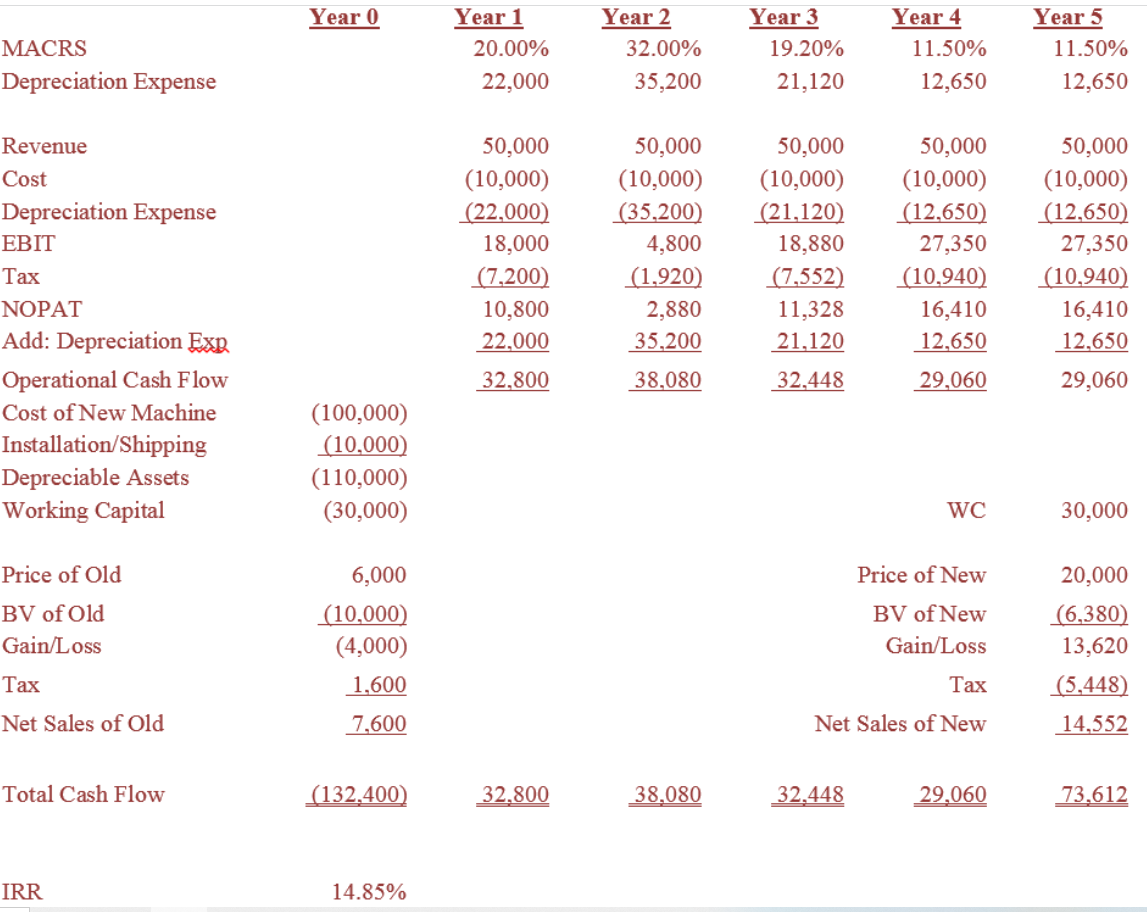 Year 0 Year 1 Year 2 Year 3 Year 4 Year 5
MACRS 20.00% 32.00% 19.20% 11.50% 11.50%
Depreciation Expense 22,000 35,200 21,120 12,650 12,650
Revenue 50,000 50,000 50,000 50,000 50,000
Cost (10,000) (10,000) (10,000) (10,000) (10,000)
Depreciation Expense (22,000) (35,200) (21,120) (12,650) (12,650)
EBIT 18,000 4,800 18,880 27,350 27,350
Tax (7,200) (1,920) (7,552) (10,940) (10,940)
NOPAT 10,800 2,880 11,328 16,410 16,410
Add: Depreciation Exp 22,000 35,200 21,120 12,650 12,650
Operational Cash Flow 32,800 38,080 32,448 29,060 29,060
Cost of New Machine (100,000)
Installation/Shipping (10,000)
Depreciable Assets (110,000)
Working Capital (30,000) WC 30,000
Price of Old 6,000 Price of New 20,000
BV of Old (10,000) BV of New (6,380)
Gain/Loss (4,000) Gain/Loss 13,620
Tax 1,600 Tax (5,448)
Net Sales of Old 7,600 Net Sales of New 14,552
Total Cash Flow (132,400) 32,800 38,080 32,448 29,060 73,612
IRR 14.85%